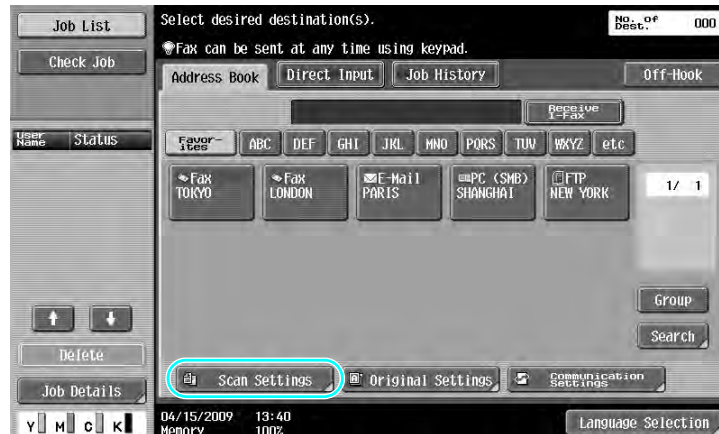 Job List
Check Job
User Name
Status
Delete
Job Details
Y M C K
Select desired destination(s).
No. of Dest. 000
Fax can be sent at any time using keypad.
Address Book
Direct Input
Job History
Off-Hook
Receive
I-Fax
Favor-
ites
ABC
DEF
GHI
JKL
MNO
PQRS
TUV
WXYZ
etc
Fax
TOKYO
Fax
LONDON
E-Mail
PARIS
PC (SMB)
SHANGHAI
FTP
NEW YORK
1/ 1
Group
Search
Scan Settings
Original Settings
Communication
Settings
04/15/2009 13:40
Memory 100%
Language Selection